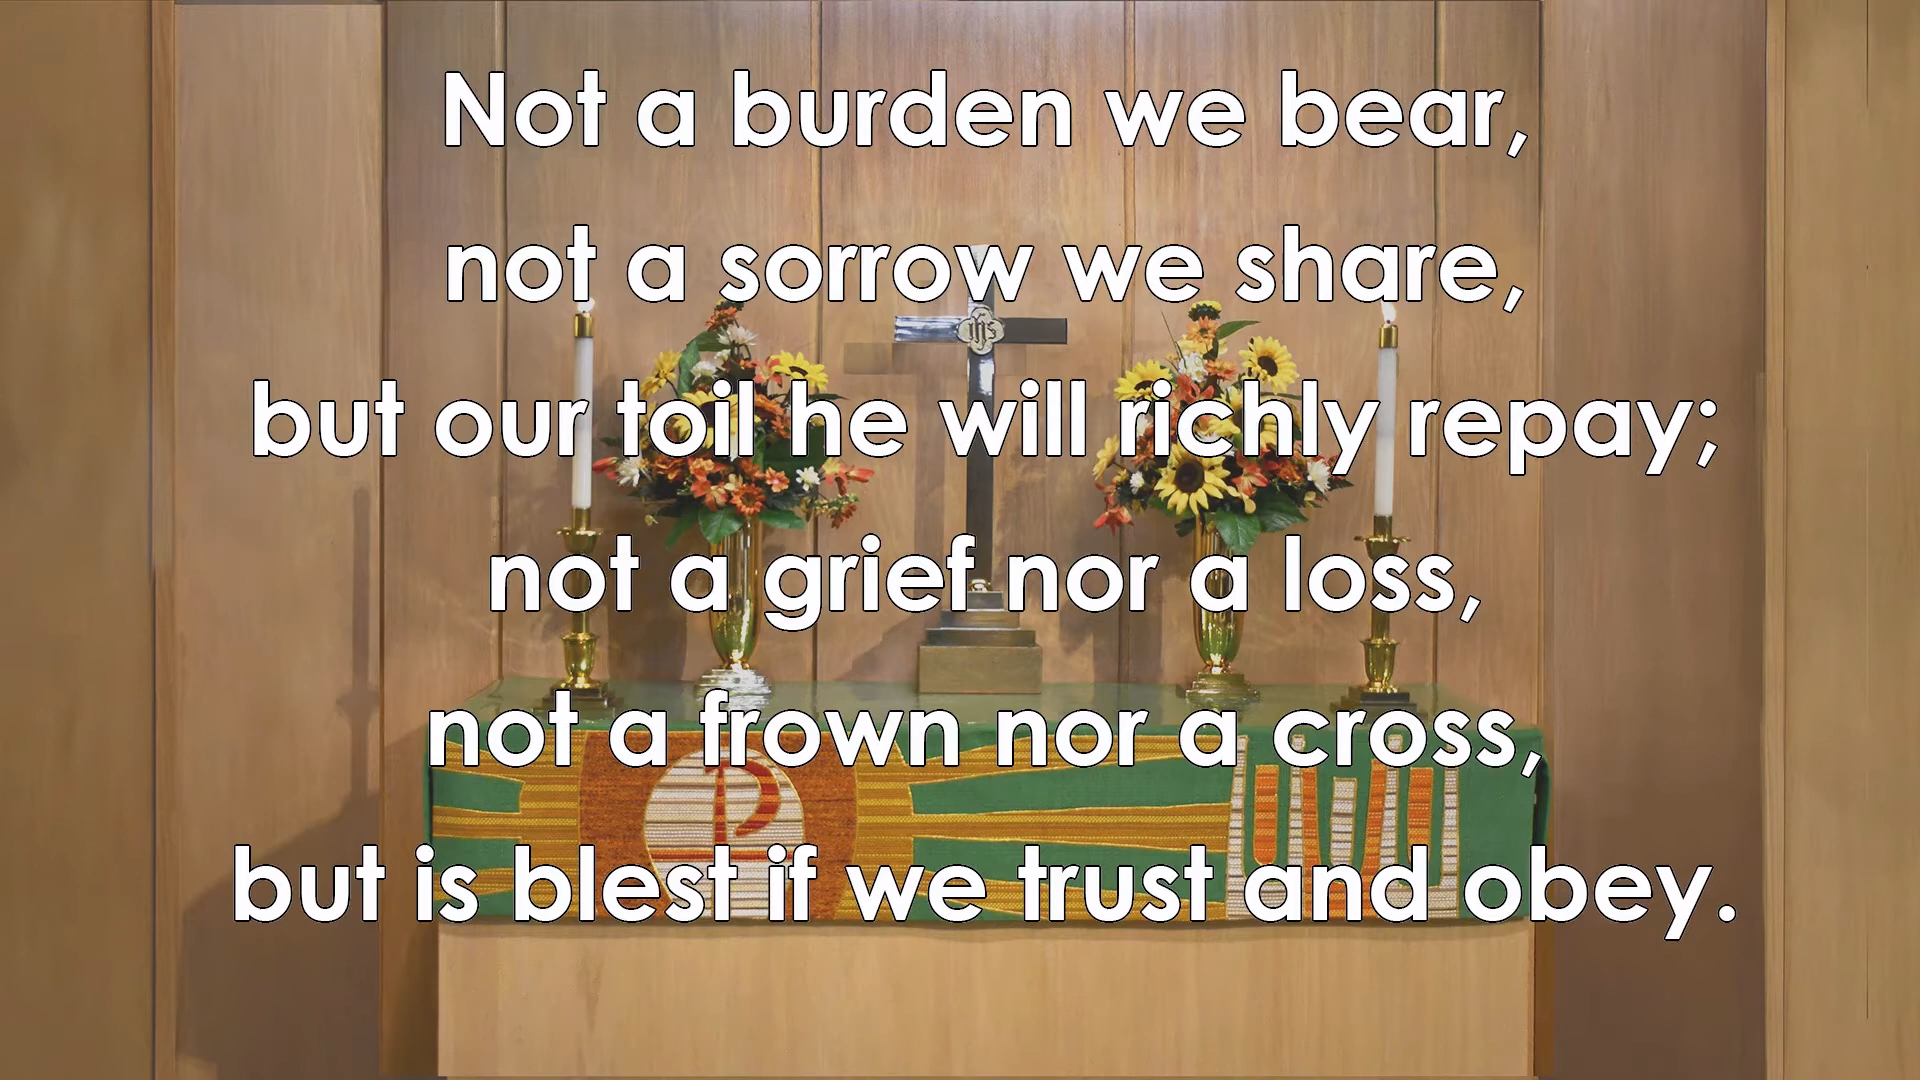 Not a burden we bear,
not a sorrow we share,
but our toil he will richly repay;
not a grief nor a loss,
not a frown nor a cross,
but is blest if we trust and obey.
ihs